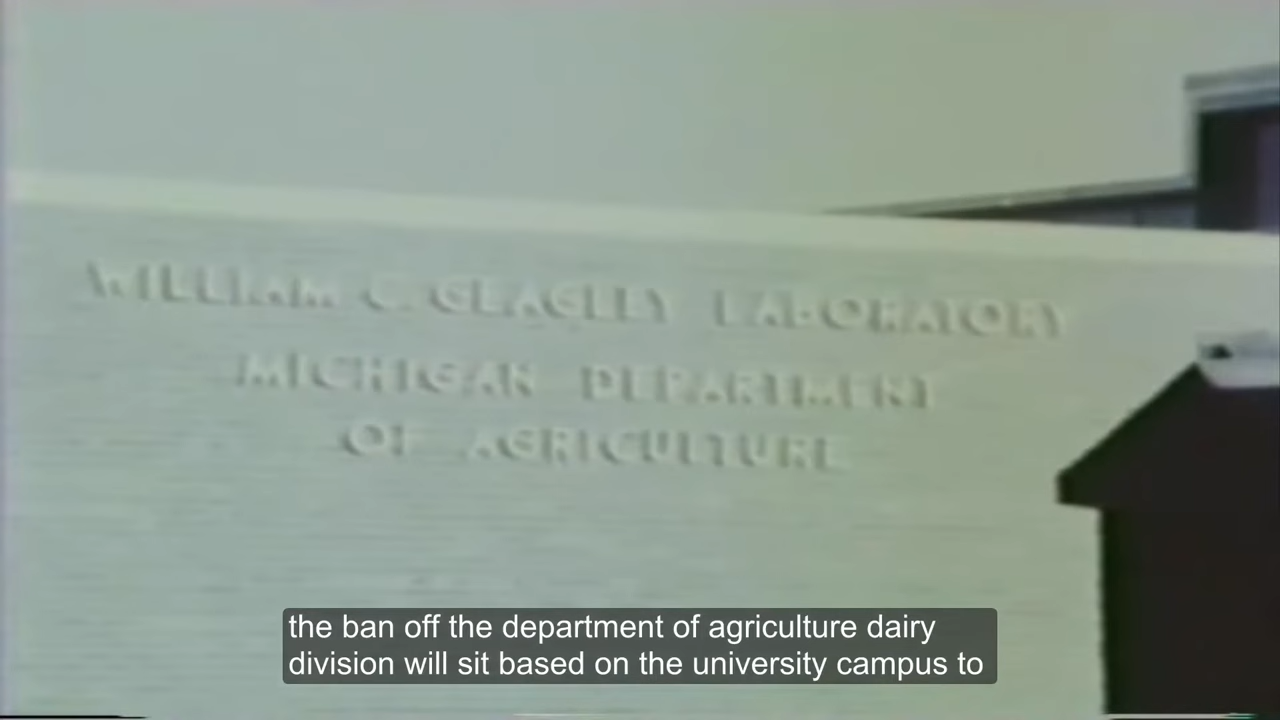 WILLIAM C. GEAGLEY LABORATORY
MICHIGAN DEPARTMENT
OF AGRICULTURE
the ban off the department of agriculture dairy
division will sit based on the university campus to